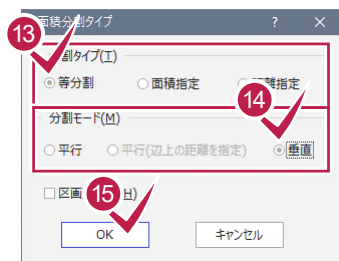 面積分割タイプ ? ×
13
割タイプ(T)
等分割 面積指定 距離指定
14
分割モード(M)
平行 平行(辺上の距離を指定) 垂直
区画 15 H)
OK キャンセル